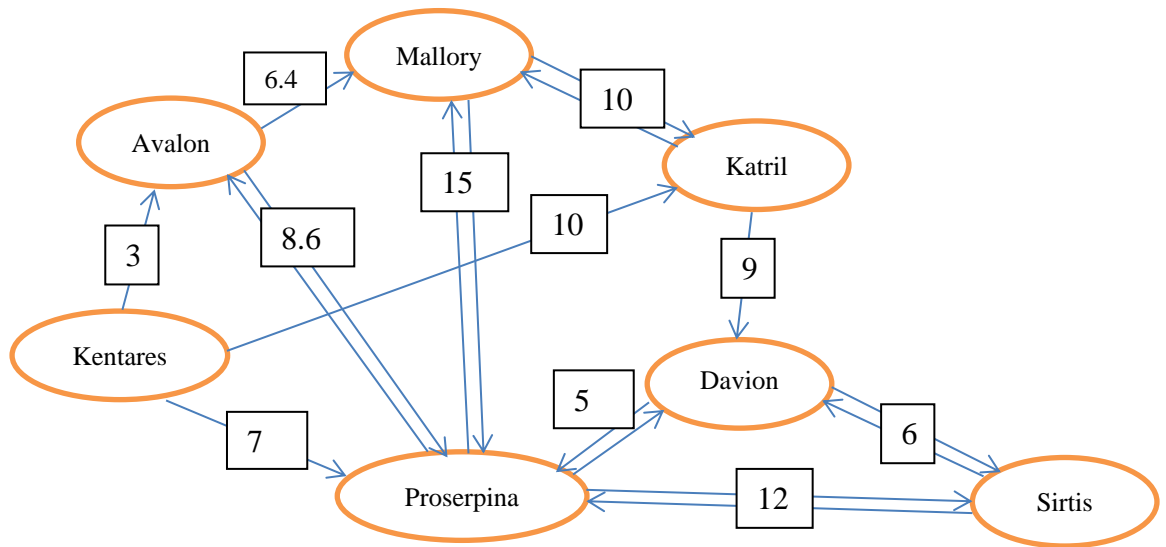 Mallory
6.4
10
Avalon
Katril
15
10
8.6
3
9
Kentares
Davion
5
7
6
Proserpina
12
Sirtis